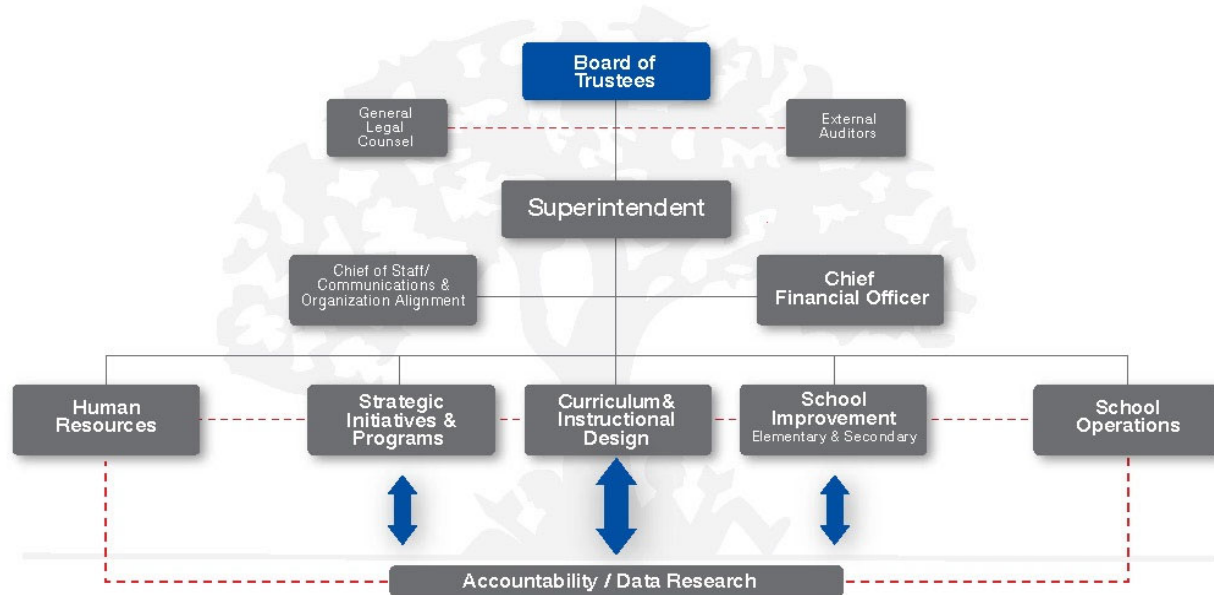 Board of
Trustees
General
Legal
Counsel
External
Auditors
Superintendent
Chief of Staff/
Communications &
Organization Alignment
Chief
Financial Officer
Human
Resources
Strategic
Initiatives &
Programs
Curriculum&
Instructional
Design
School
Improvement
Elementary & Secondary
School
Operations
Accountability / Data Research